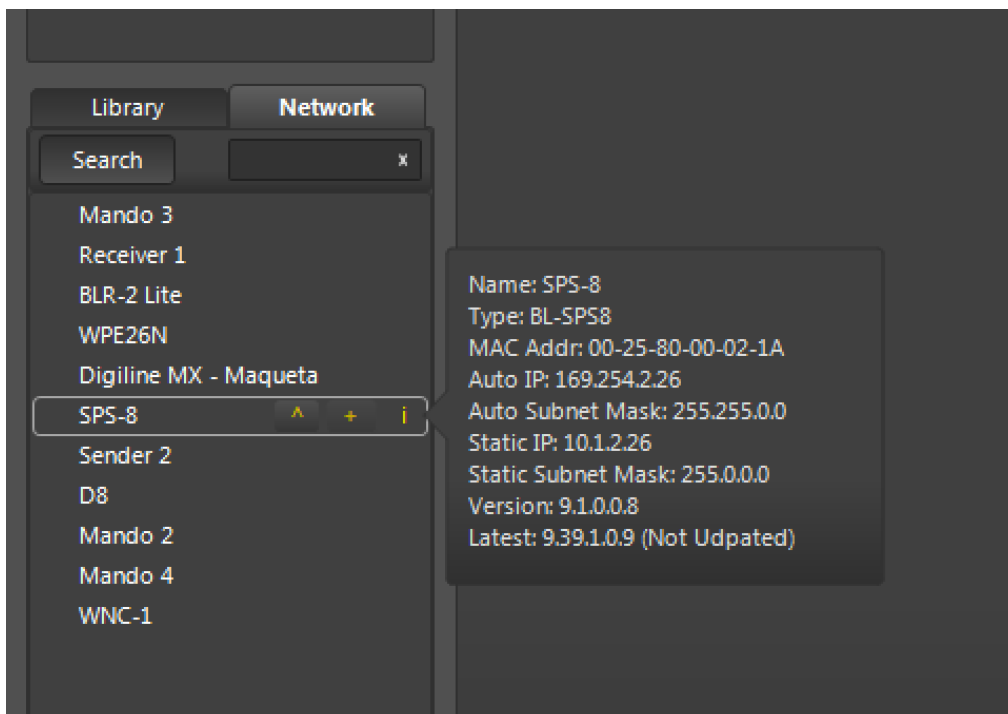 Library Network
Search x
Mando 3
Receiver 1
BLR-2 Lite
WPE26N
Digiline MX - Maqueta
SPS-8 ^ + i
Sender 2
D8
Mando 2
Mando 4
WNC-1
Name: SPS-8
Type: BL-SPS8
MAC Addr: 00-25-80-00-02-1A
Auto IP: 169.254.2.26
Auto Subnet Mask: 255.255.0.0
Static IP: 10.1.2.26
Static Subnet Mask: 255.0.0.0
Version: 9.1.0.0.8
Latest: 9.39.1.0.9 (Not Udpated)